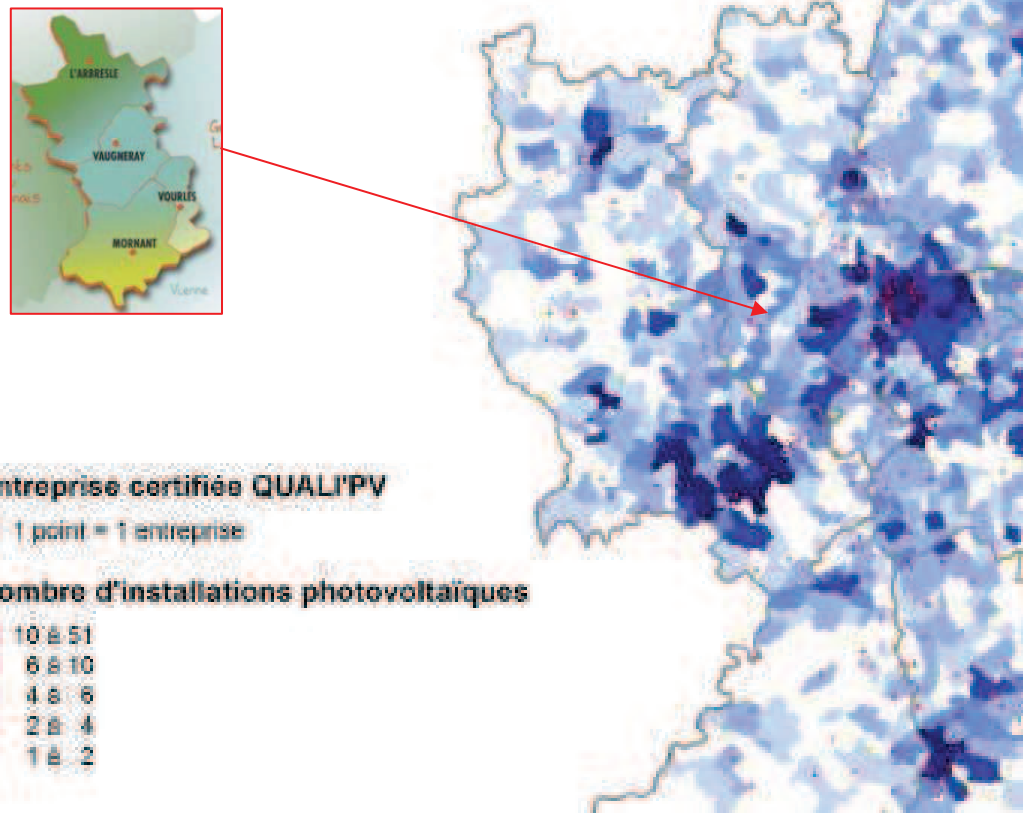 L'ARBRESLE
VAUGNERAY
VOURLES
MORNANT
Vienne
ntreprise certifiée QUALI'PV
1 point = 1 entreprise
ombre d'installations photovoltaïques
10 à 51
6 à 10
4 à 6
2 à 4
1 à 2